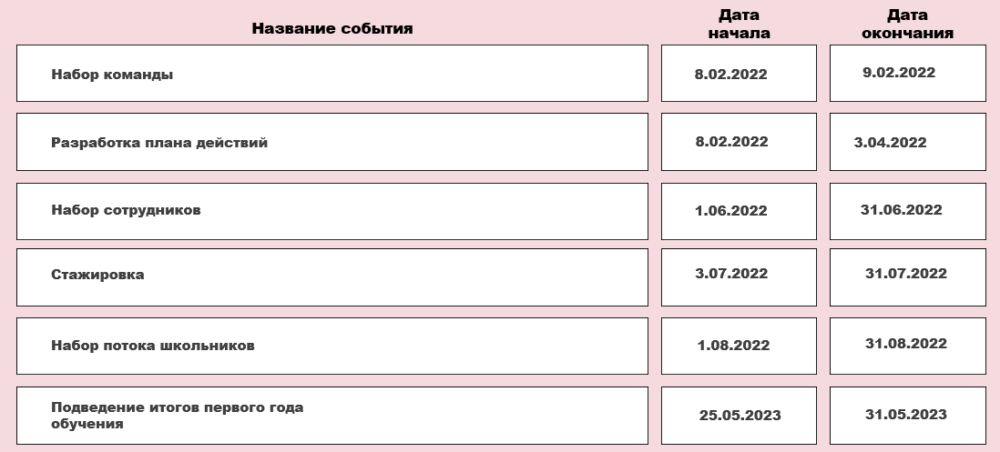 Название события
Дата
начала
Дата
окончания
Набор команды
8.02.2022
9.02.2022
Разработка плана действий
8.02.2022
3.04.2022
Набор сотрудников
1.06.2022
31.06.2022
Стажировка
3.07.2022
31.07.2022
Набор потока школьников
1.08.2022
31.08.2022
Подведение итогов первого года
обучения
25.05.2023
31.05.2023